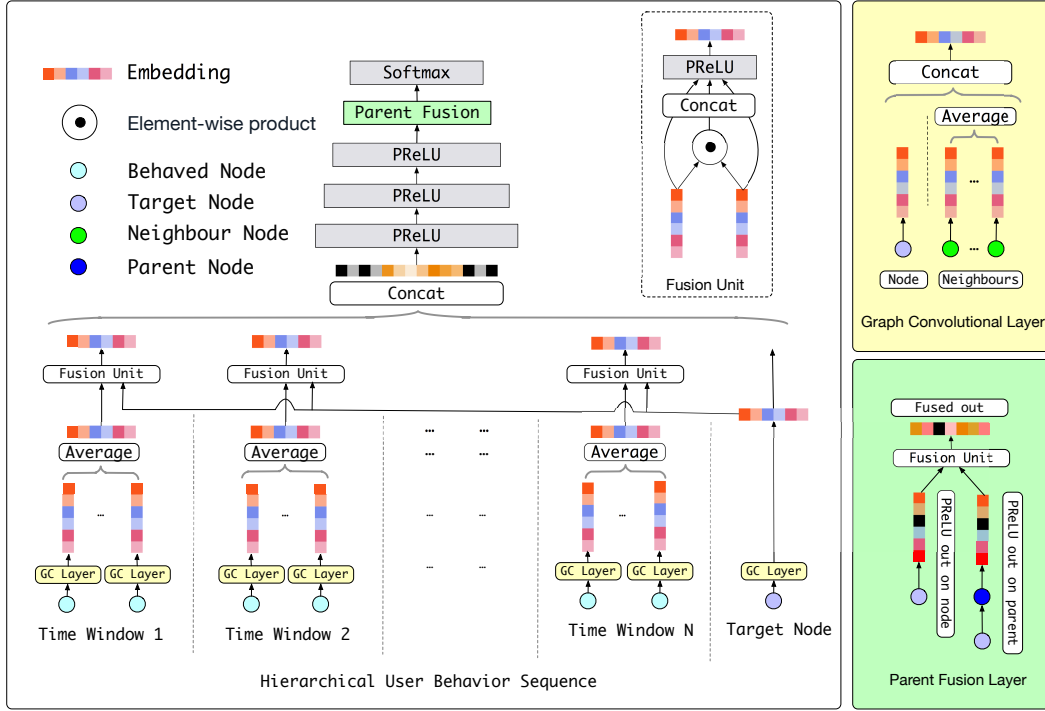 Embedding
Element-wise product
Behaved Node
Target Node
Neighbour Node
Parent Node
Softmax
Parent Fusion
PReLU
PReLU
PReLU
Concat
PReLU
Concat
Fusion Unit
Fusion Unit
Fusion Unit
Fusion Unit
Average
Average
... ...
... ...
Average
...
...
... ...
...
... ...
GC Layer
GC Layer
GC Layer
GC Layer
GC Layer
GC Layer
GC Layer
Time Window 1
Time Window 2
Time Window N
Target Node
Hierarchical User Behavior Sequence
Concat
Average
...
...
Node
Neighbours
Graph Convolutional Layer
Fused out
Fusion Unit
PReLU out on node
PReLU out on parent
Parent Fusion Layer